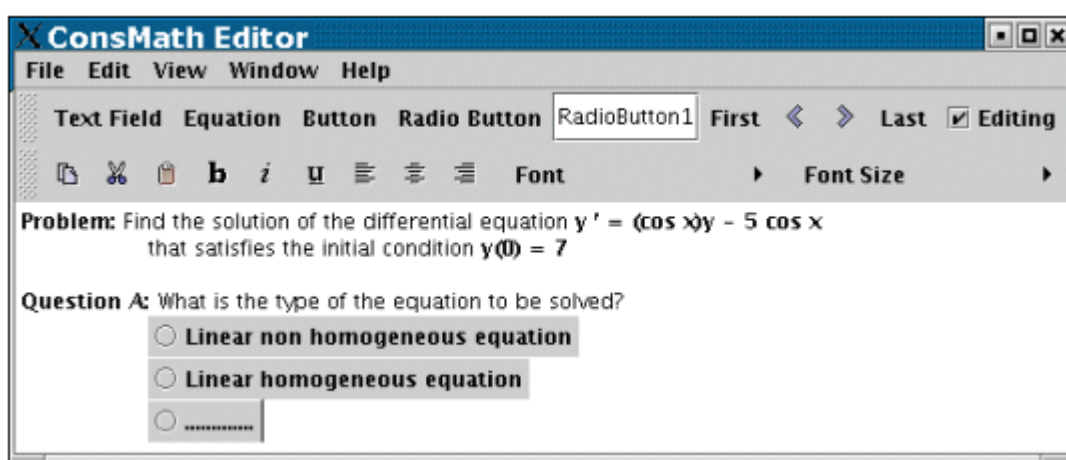 ConsMath Editor
File Edit View Window Help
Text Field Equation Button Radio Button RadioButton1 First Last Editing
b i u Font Font Size
Problem: Find the solution of the differential equation y ' = (cos x)y - 5 cos x
that satisfies the initial condition y(0) = 7
Question A: What is the type of the equation to be solved?
Linear non homogeneous equation
Linear homogeneous equation
.............